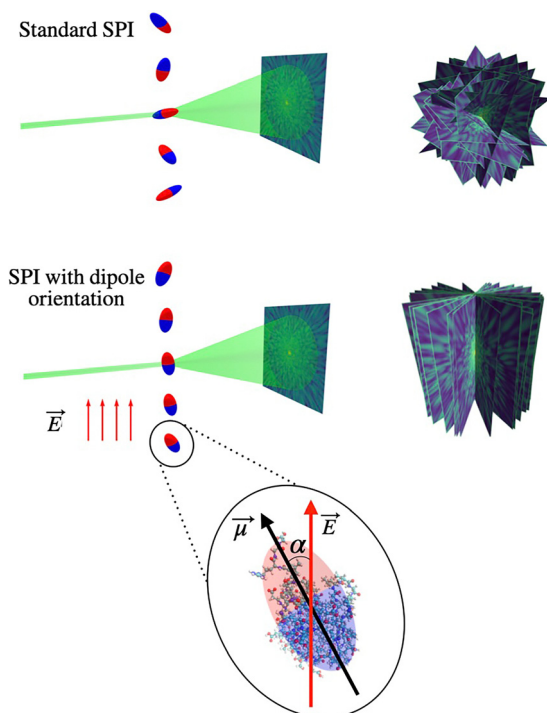 Standard SPI
SPI with dipole
orientation
E
μ
E
α